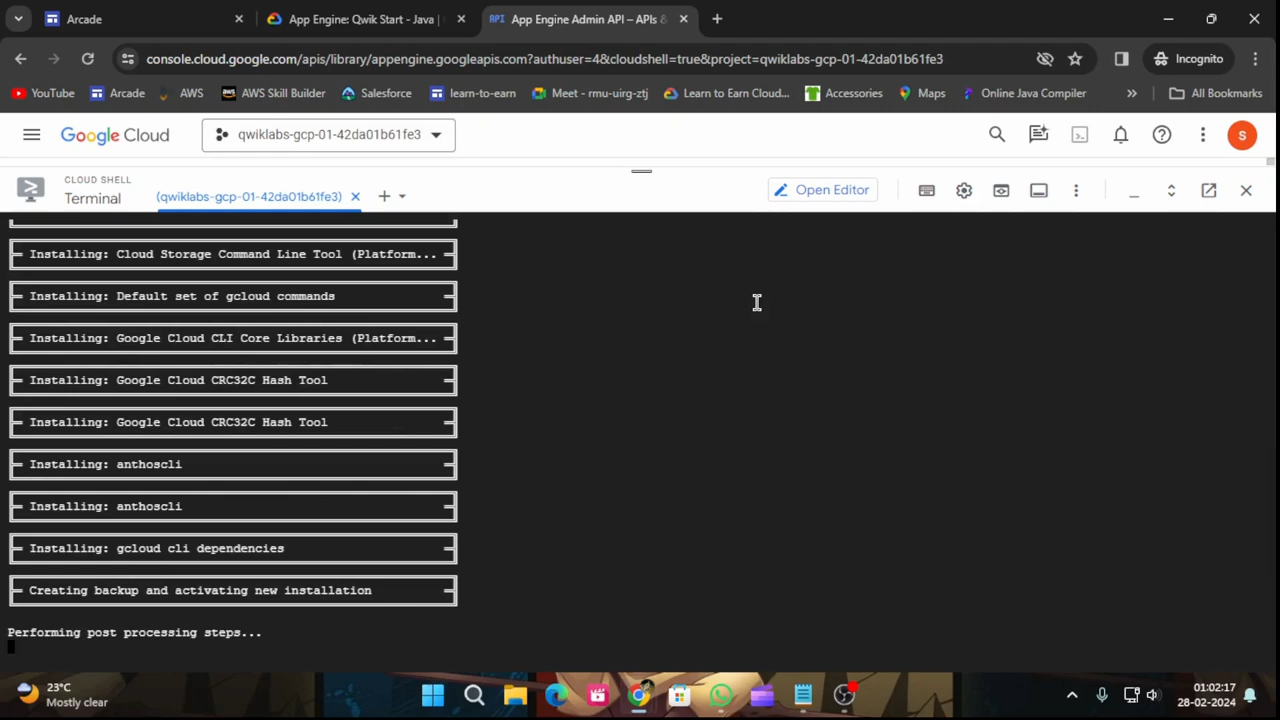 Arcade
App Engine: Qwik Start - Java |
API App Engine Admin API – APIs &
console.cloud.google.com/apis/library/appengine.googleapis.com?authuser=4&cloudshell=true&project=qwiklabs-gcp-01-42da01b61fe3
Incognito
YouTube Arcade AWS AWS Skill Builder Salesforce learn-to-earn Meet - rmu-uirg-ztj Learn to Earn Cloud... Accessories Maps Online Java Compiler » All Bookmarks
Google Cloud qwiklabs-gcp-01-42da01b61fe3 S
CLOUD SHELL
Terminal (qwiklabs-gcp-01-42da01b61fe3) Open Editor
Installing: Cloud Storage Command Line Tool (Platform...
Installing: Default set of gcloud commands
Installing: Google Cloud CLI Core Libraries (Platform...
Installing: Google Cloud CRC32C Hash Tool
Installing: Google Cloud CRC32C Hash Tool
Installing: anthoscli
Installing: anthoscli
Installing: gcloud cli dependencies
Creating backup and activating new installation
Performing post processing steps...
23°C
Mostly clear
01:02:17
28-02-2024